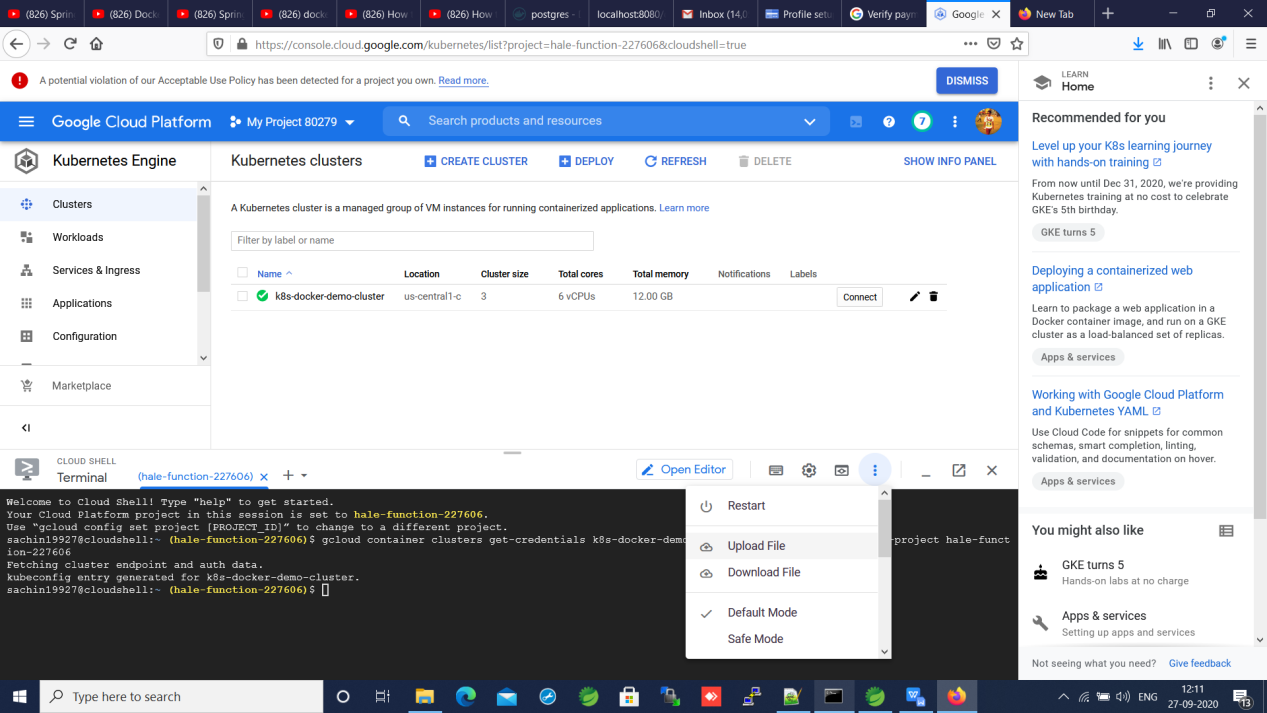 (826) Sprin
(826) Dock
(826) Sprin
(826) dock
(826) How
(826) How
postgres -
localhost:8080/
Inbox (14,0
Profile setu
Verify payn
Google
New Tab
https://console.cloud.google.com/kubernetes/list?project=hale-function-227606&cloudshell=true
A potential violation of our Acceptable Use Policy has been detected for a project you own. Read more.
DISMISS
Google Cloud Platform
My Project 80279
Search products and resources
7
Kubernetes Engine
Clusters
Workloads
Services & Ingress
Applications
Configuration
Marketplace
Kubernetes clusters
CREATE CLUSTER
DEPLOY
REFRESH
DELETE
SHOW INFO PANEL
A Kubernetes cluster is a managed group of VM instances for running containerized applications. Learn more
Filter by label or name
Name Location Cluster size Total cores Total memory Notifications Labels
k8s-docker-demo-cluster us-central1-c 3 6 vCPUs 12.00 GB Connect
LEARN
Home
Recommended for you
Level up your K8s learning journey
with hands-on training
From now until Dec 31, 2020, we're providing
Kubernetes training at no cost to celebrate
GKE's 5th birthday.
GKE turns 5
Deploying a containerized web
application
Learn to package a web application in a
Docker container image, and run on a GKE
cluster as a load-balanced set of replicas.
Apps & services
Working with Google Cloud Platform
and Kubernetes YAML
Use Cloud Code for snippets for common
schemas, smart completion, linting,
validation, and documentation on hover.
Apps & services
You might also like
GKE turns 5
Hands-on labs at no charge
Apps & services
Setting up apps and services
Not seeing what you need? Give feedback
CLOUD SHELL
Terminal
(hale-function-227606)
Open Editor
Welcome to Cloud Shell! Type "help" to get started.
Your Cloud Platform project in this session is set to hale-function-227606.
Use “gcloud config set project [PROJECT_ID]” to change to a different project.
sachin19927@cloudshell:~ (hale-function-227606)$ gcloud container clusters get-credentials k8s-docker-demo -project hale-funct
ion-227606
Fetching cluster endpoint and auth data.
kubeconfig entry generated for k8s-docker-demo-cluster.
sachin19927@cloudshell:~ (hale-function-227606)$
Restart
Upload File
Download File
Default Mode
Safe Mode
Type here to search
ENG
12:11
27-09-2020
13